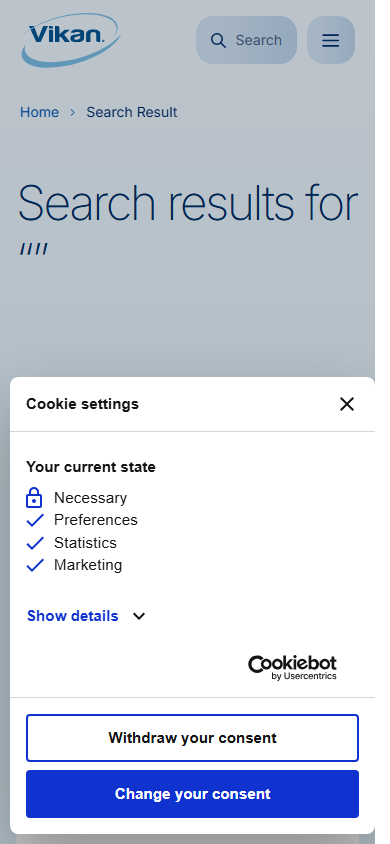 Vikan.
Search
Home > Search Result
Search results for
""
Cookie settings
Your current state
Necessary
Preferences
Statistics
Marketing
Show details
Cookiebot
by Usercentrics
Withdraw your consent
Change your consent